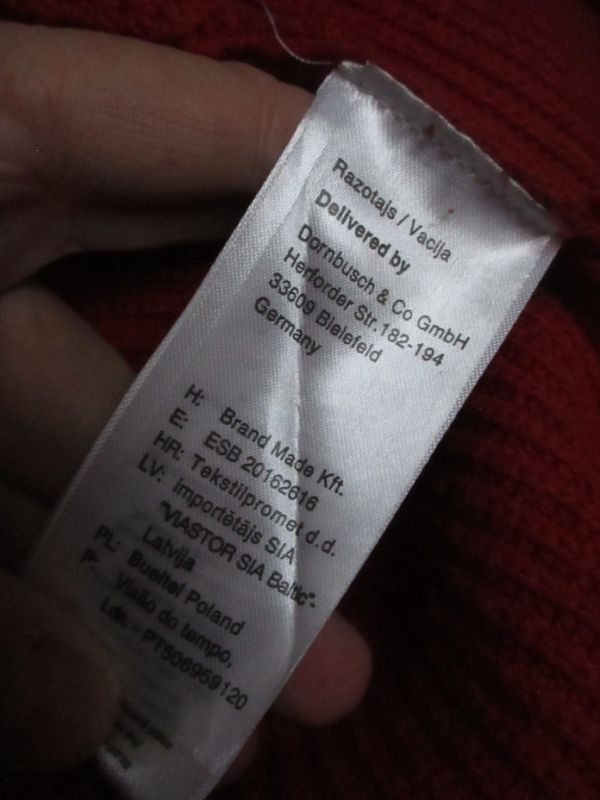 Razotajs / Vacija
Delivered by
Dornbusch & Co GmbH
Herforder Str.182-194
33609 Bielefeld
Germany
H: Brand Made Kft.
E: ESB 20162616
HR: Tekstilpromet d.d.
LV: importētājs SIA
"VIASTOR SIA Baltic"-
Latvija
PL: Bueltel Poland
P: Visão do tempo,
Lda. - PT506959120